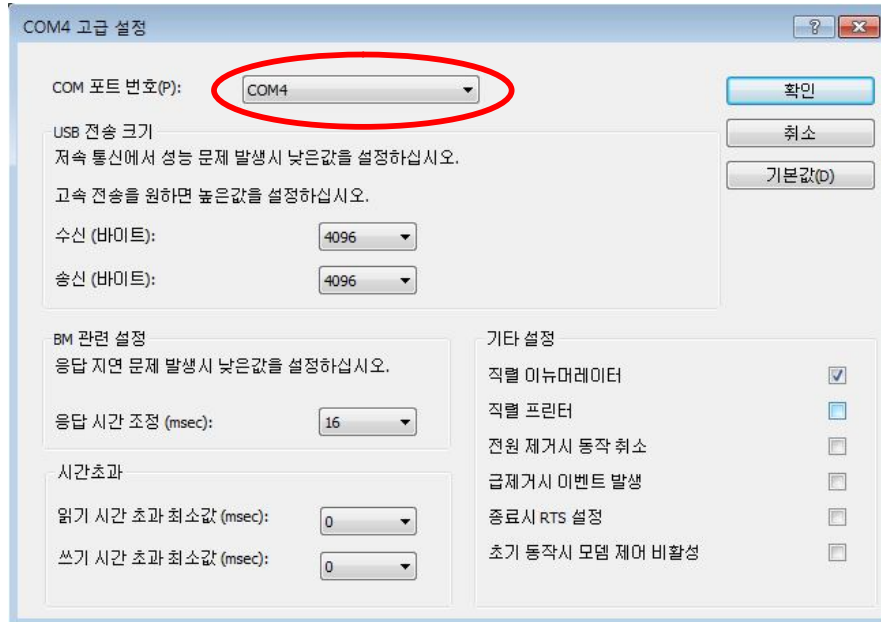 COM4 고급 설정
COM 포트 번호(P):
COM4
확인
취소
기본값(D)
USB 전송 크기
저속 통신에서 성능 문제 발생시 낮은값을 설정하십시오.
고속 전송을 원하면 높은값을 설정하십시오.
수신 (바이트):
4096
송신 (바이트):
4096
BM 관련 설정
응답 지연 문제 발생시 낮은값을 설정하십시오.
응답 시간 조정 (msec):
16
시간초과
읽기 시간 초과 최소값 (msec):
0
쓰기 시간 초과 최소값 (msec):
0
기타 설정
직렬 이뉴머레이터
직렬 프린터
전원 제거시 동작 취소
급제거시 이벤트 발생
종료시 RTS 설정
초기 동작시 모뎀 제어 비활성